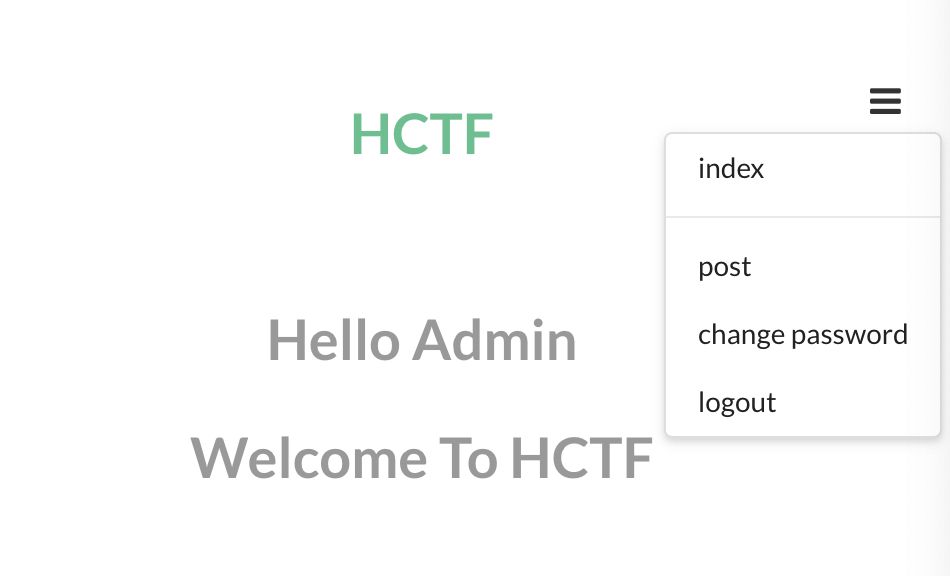 HCTF
index
post
change password
logout
Hello Admin
Welcome To HCTF